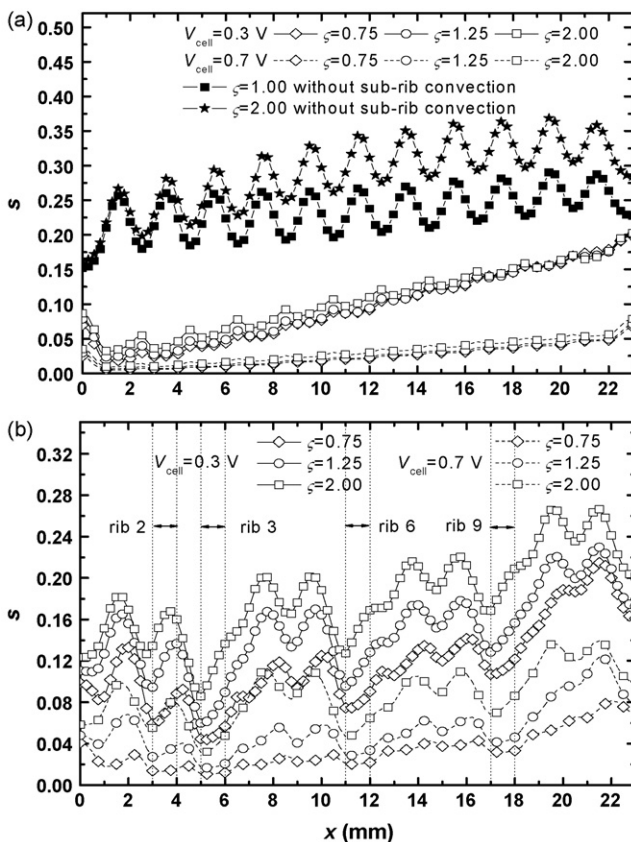 (a)
V_cell=0.3 V ς=0.75 ς=1.25 ς=2.00
V_cell=0.7 V ς=0.75 ς=1.25 ς=2.00
ς=1.00 without sub-rib convection
ς=2.00 without sub-rib convection
0.50
0.45
0.40
0.35
0.30
0.25
0.20
0.15
0.10
0.05
0.00
s
0 2 4 6 8 10 12 14 16 18 20 22
(b)
ς=0.75 ς=0.75
V_cell=0.3 V ς=1.25 V_cell=0.7 V ς=1.25
ς=2.00 ς=2.00
rib 2 rib 3 rib 6 rib 9
0.32
0.28
0.24
0.20
0.16
0.12
0.08
0.04
0.00
s
0 2 4 6 8 10 12 14 16 18 20 22
x (mm)